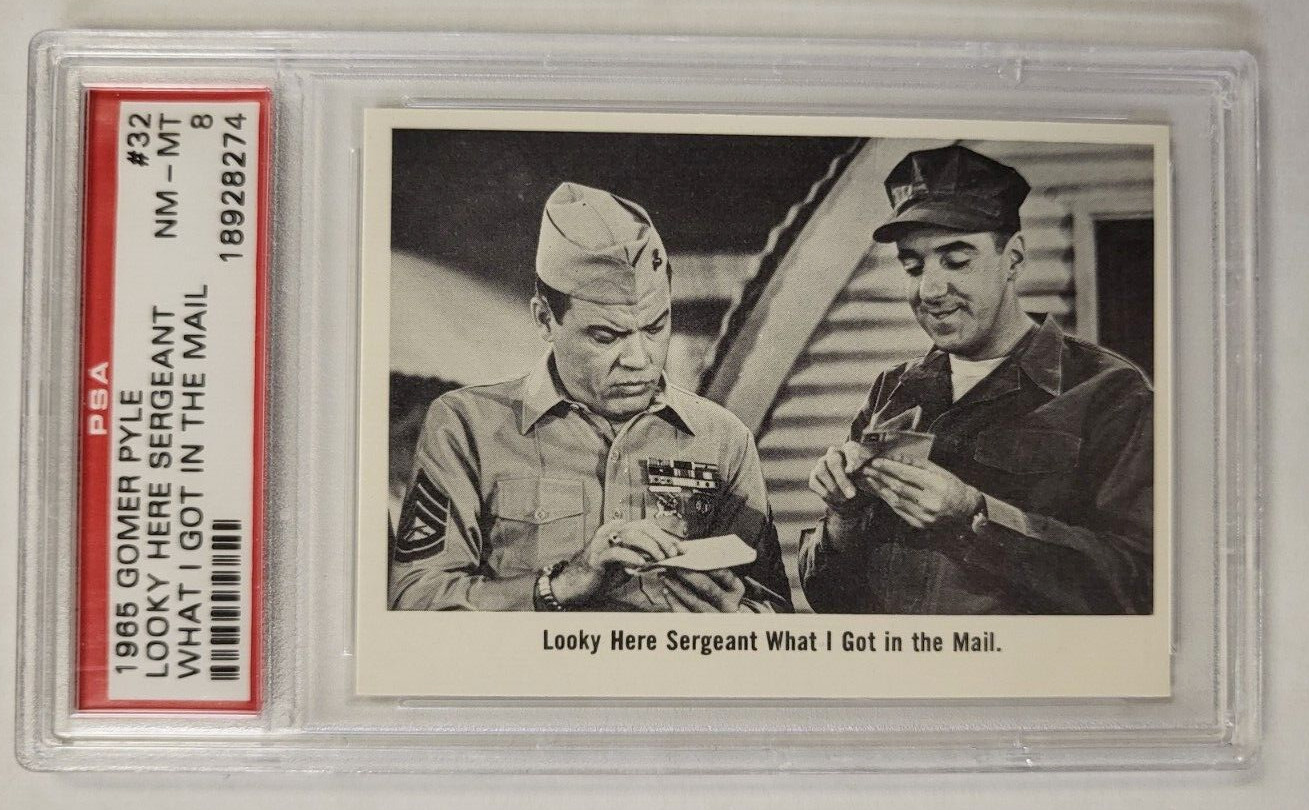 PSA
1965 GOMER PYLE #32
LOOKY HERE SERGEANT NM - MT
WHAT I GOT IN THE MAIL 8
18928274
Looky Here Sergeant What I Got in the Mail.